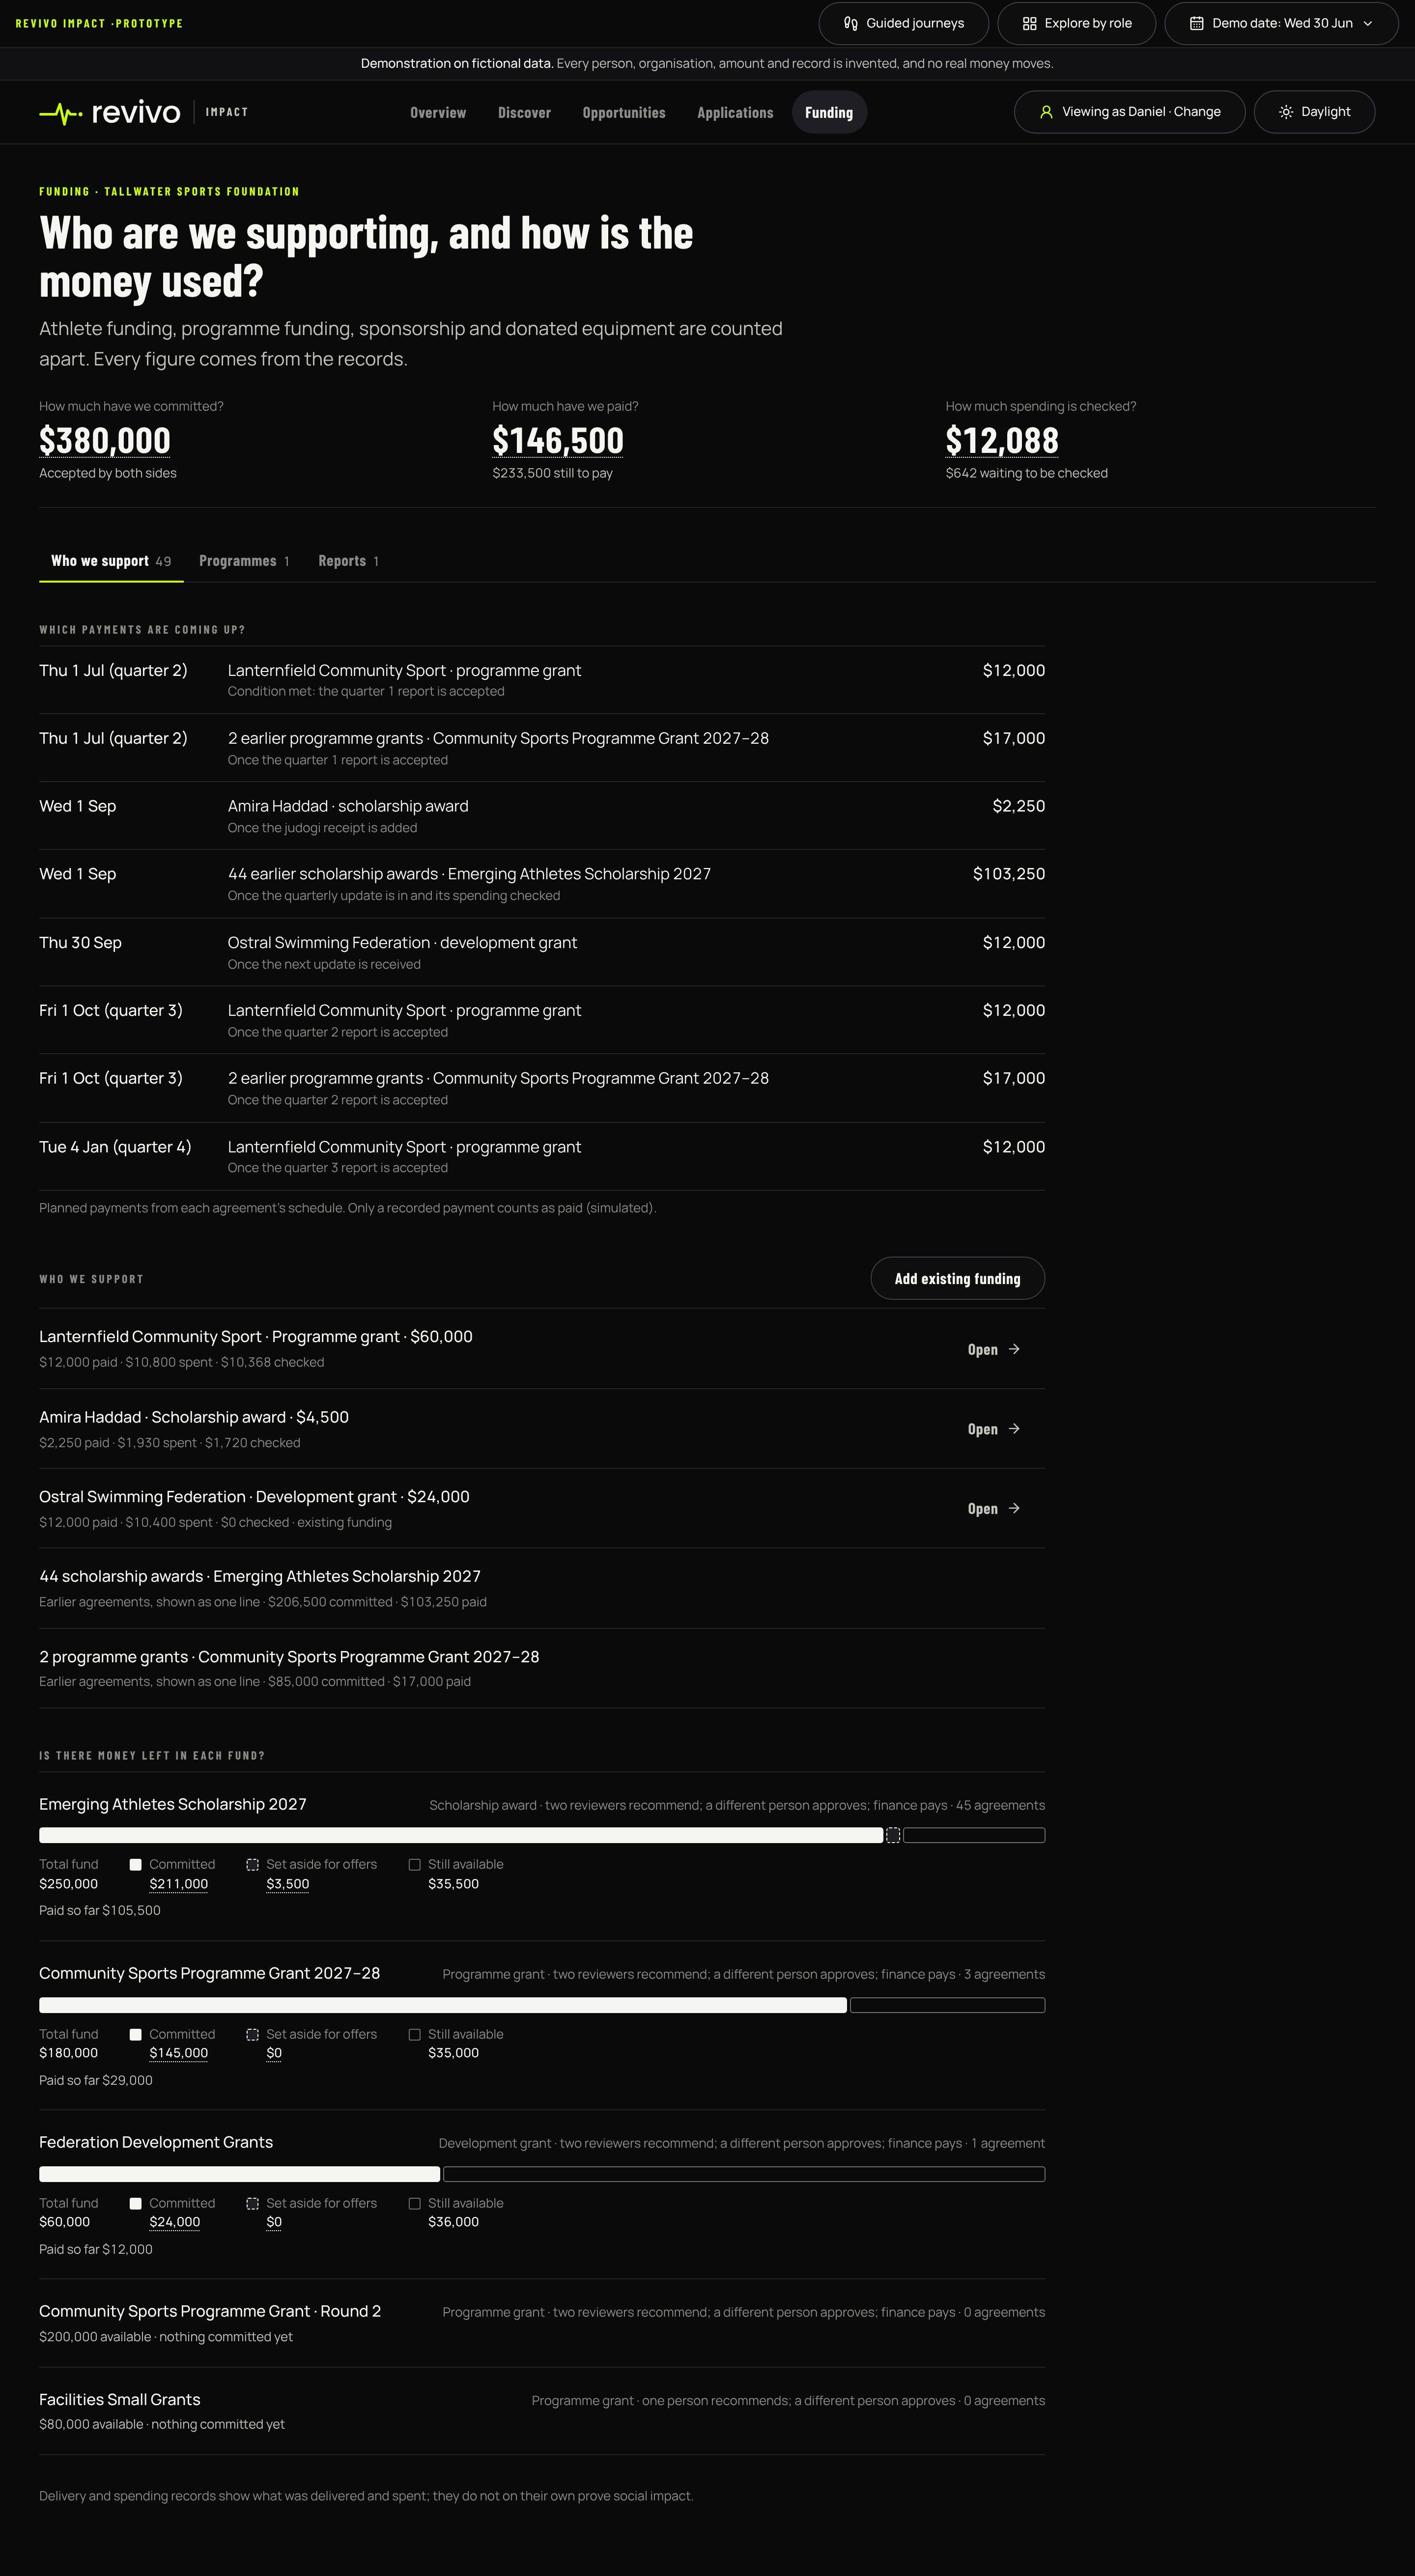 REVIVO IMPACT · PROTOTYPE
Guided journeys
Explore by role
Demo date: Wed 30 Jun
Demonstration on fictional data. Every person, organisation, amount and record is invented, and no real money moves.
revivo
IMPACT
Overview
Discover
Opportunities
Applications
Funding
Viewing as Daniel · Change
Daylight
FUNDING · TALLWATER SPORTS FOUNDATION
Who are we supporting, and how is the
money used?
Athlete funding, programme funding, sponsorship and donated equipment are counted
apart. Every figure comes from the records.
How much have we committed?
$380,000
Accepted by both sides
How much have we paid?
$146,500
$233,500 still to pay
How much spending is checked?
$12,088
$642 waiting to be checked
Who we support 49
Programmes 1
Reports 1
WHICH PAYMENTS ARE COMING UP?
Thu 1 Jul (quarter 2)
Lanternfield Community Sport · programme grant
$12,000
Condition met: the quarter 1 report is accepted
Thu 1 Jul (quarter 2)
2 earlier programme grants · Community Sports Programme Grant 2027–28
$17,000
Once the quarter 1 report is accepted
Wed 1 Sep
Amira Haddad · scholarship award
$2,250
Once the judogi receipt is added
Wed 1 Sep
44 earlier scholarship awards · Emerging Athletes Scholarship 2027
$103,250
Once the quarterly update is in and its spending checked
Thu 30 Sep
Ostral Swimming Federation · development grant
$12,000
Once the next update is received
Fri 1 Oct (quarter 3)
Lanternfield Community Sport · programme grant
$12,000
Once the quarter 2 report is accepted
Fri 1 Oct (quarter 3)
2 earlier programme grants · Community Sports Programme Grant 2027–28
$17,000
Once the quarter 2 report is accepted
Tue 4 Jan (quarter 4)
Lanternfield Community Sport · programme grant
$12,000
Once the quarter 3 report is accepted
Planned payments from each agreement's schedule. Only a recorded payment counts as paid (simulated).
WHO WE SUPPORT
Add existing funding
Lanternfield Community Sport · Programme grant · $60,000
$12,000 paid · $10,800 spent · $10,368 checked
Open
Amira Haddad · Scholarship award · $4,500
$2,250 paid · $1,930 spent · $1,720 checked
Open
Ostral Swimming Federation · Development grant · $24,000
$12,000 paid · $10,400 spent · $0 checked · existing funding
Open
44 scholarship awards · Emerging Athletes Scholarship 2027
Earlier agreements, shown as one line · $206,500 committed · $103,250 paid
2 programme grants · Community Sports Programme Grant 2027–28
Earlier agreements, shown as one line · $85,000 committed · $17,000 paid
IS THERE MONEY LEFT IN EACH FUND?
Emerging Athletes Scholarship 2027
Scholarship award · two reviewers recommend; a different person approves; finance pays · 45 agreements
Total fund
Committed
Set aside for offers
Still available
$250,000
$211,000
$3,500
$35,500
Paid so far $105,500
Community Sports Programme Grant 2027–28
Programme grant · two reviewers recommend; a different person approves; finance pays · 3 agreements
Total fund
Committed
Set aside for offers
Still available
$180,000
$145,000
$0
$35,000
Paid so far $29,000
Federation Development Grants
Development grant · two reviewers recommend; a different person approves; finance pays · 1 agreement
Total fund
Committed
Set aside for offers
Still available
$60,000
$24,000
$0
$36,000
Paid so far $12,000
Community Sports Programme Grant · Round 2
Programme grant · two reviewers recommend; a different person approves; finance pays · 0 agreements
$200,000 available · nothing committed yet
Facilities Small Grants
Programme grant · one person recommends; a different person approves · 0 agreements
$80,000 available · nothing committed yet
Delivery and spending records show what was delivered and spent; they do not on their own prove social impact.